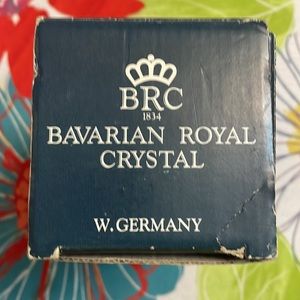 BRC
1834
BAVARIAN ROYAL
CRYSTAL
W. GERMANY